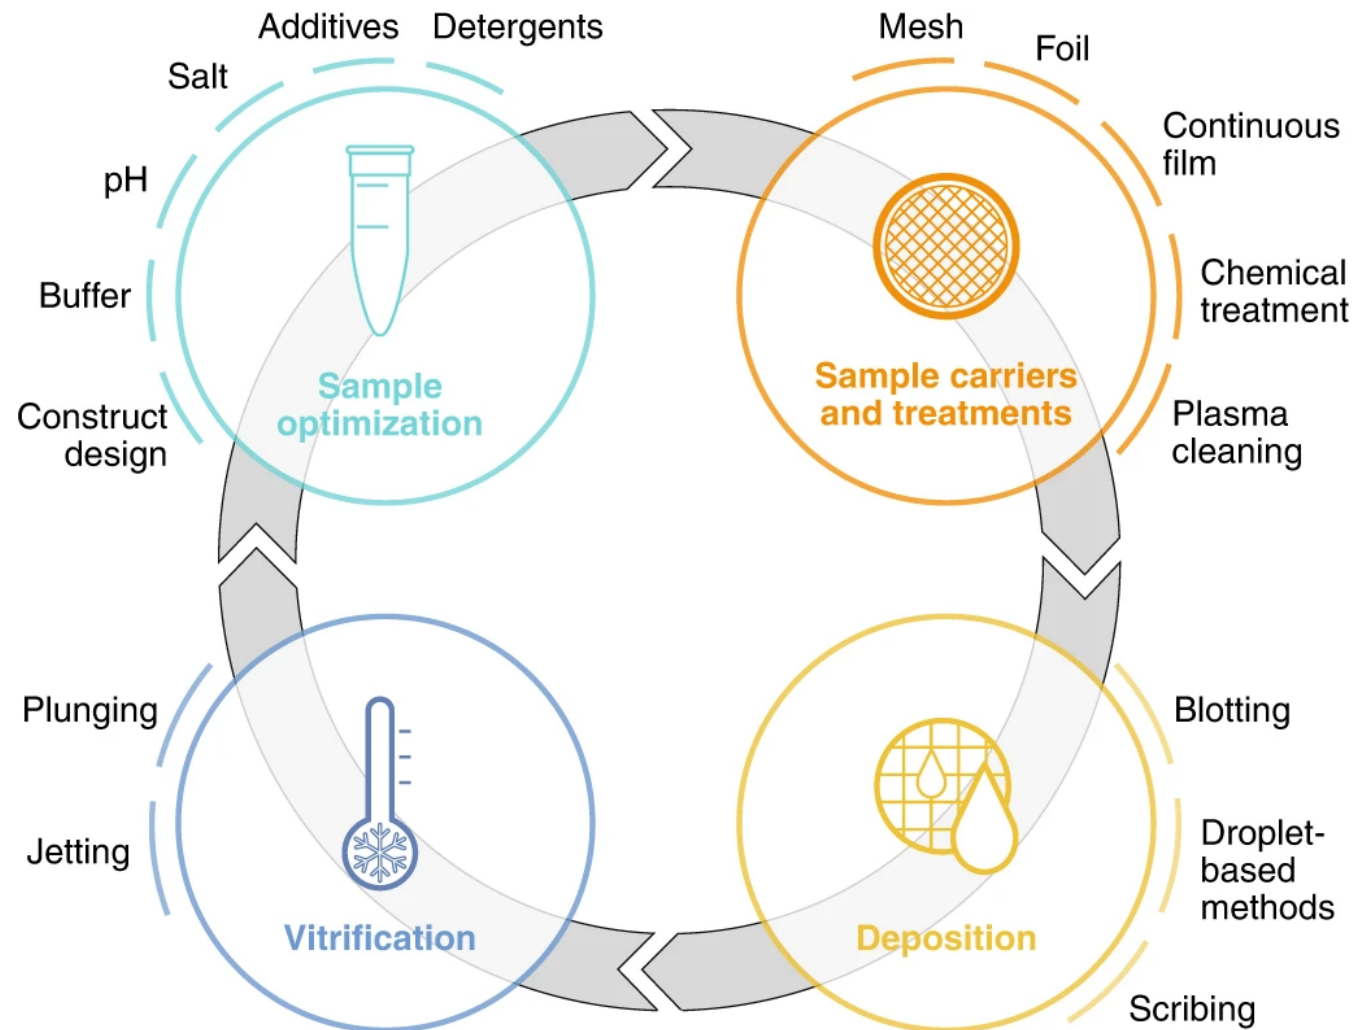 Additives
Detergents
Salt
pH
Buffer
Construct
design
Sample
optimization
Mesh
Foil
Continuous
film
Chemical
treatment
Plasma
cleaning
Sample carriers
and treatments
Plunging
Jetting
Vitrification
Blotting
Droplet-
based
methods
Scribing
Deposition